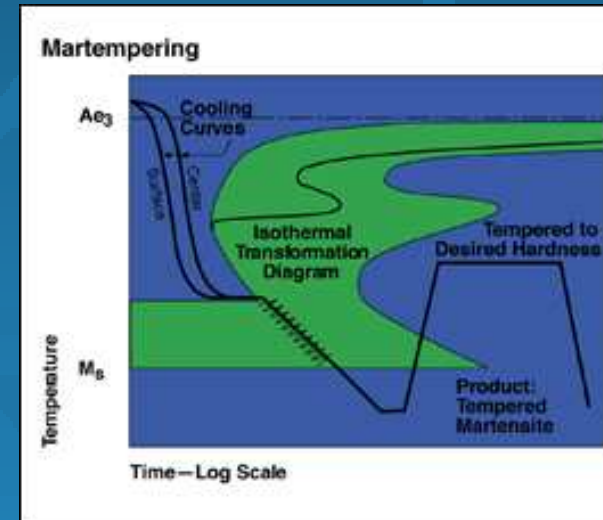 Martempering
Ae3
Cooling
Curves
Surface
Center
Isothermal
Transformation
Diagram
Tempered to
Desired Hardness
Ms
Product:
Tempered
Martensite
Temperature
Time—Log Scale